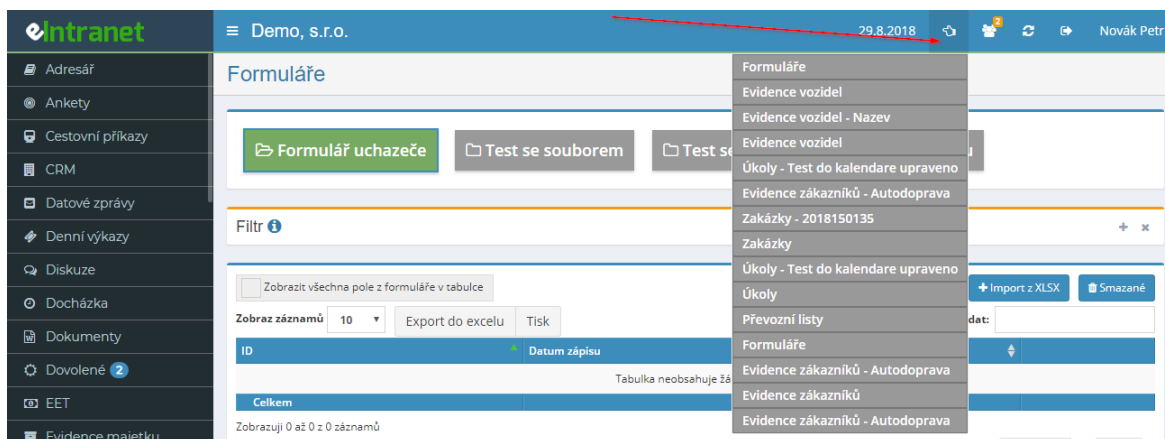 eIntranet
Demo, s.r.o.
29.8.2018
2
Novák Petr
Adresář
Ankety
Cestovní příkazy
CRM
Datové zprávy
Denní výkazy
Diskuze
Docházka
Dokumenty
Dovolené 2
EET
Evidence majetku
Formuláře
Formulář uchazeče
Test se souborem
Test se
Filtr
Zobrazit všechna pole z formuláře v tabulce
Import z XLSX
Smazané
Zobraz záznamů 10
Export do excelu
Tisk
dat:
ID
Datum zápisu
Tabulka neobsahuje žá
Celkem
Zobrazuji 0 až 0 z 0 záznamů
Formuláře
Evidence vozidel
Evidence vozidel - Nazev
Evidence vozidel
Úkoly - Test do kalendare upraveno
Evidence zákazníků - Autodoprava
Zakázky - 2018150135
Zakázky
Úkoly - Test do kalendare upraveno
Úkoly
Převozní listy
Formuláře
Evidence zákazníků - Autodoprava
Evidence zákazníků
Evidence zákazníků - Autodoprava